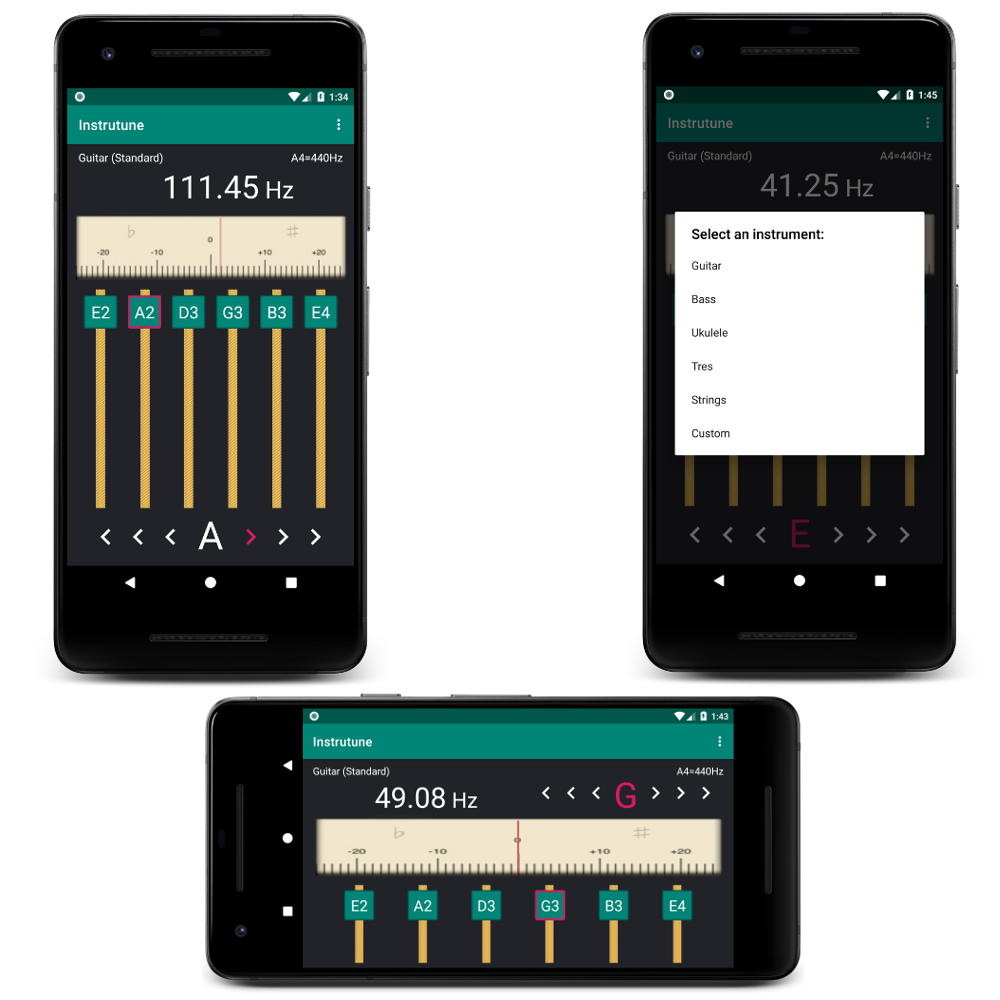 1:34
Instrutune
Guitar (Standard) A4=440Hz
111.45 Hz
♭ ♯
-20 -10 0 +10 +20
E2 A2 D3 G3 B3 E4
< < < A > > >
1:45
Instrutune
Guitar (Standard) A4=440Hz
41.25 Hz
Select an instrument:
Guitar
Bass
Ukulele
Tres
Strings
Custom
< < < E > > >
1:43
Instrutune
Guitar (Standard) A4=440Hz
49.08 Hz < < < G > > >
♭ ♯
-20 -10 0 +10 +20
E2 A2 D3 G3 B3 E4